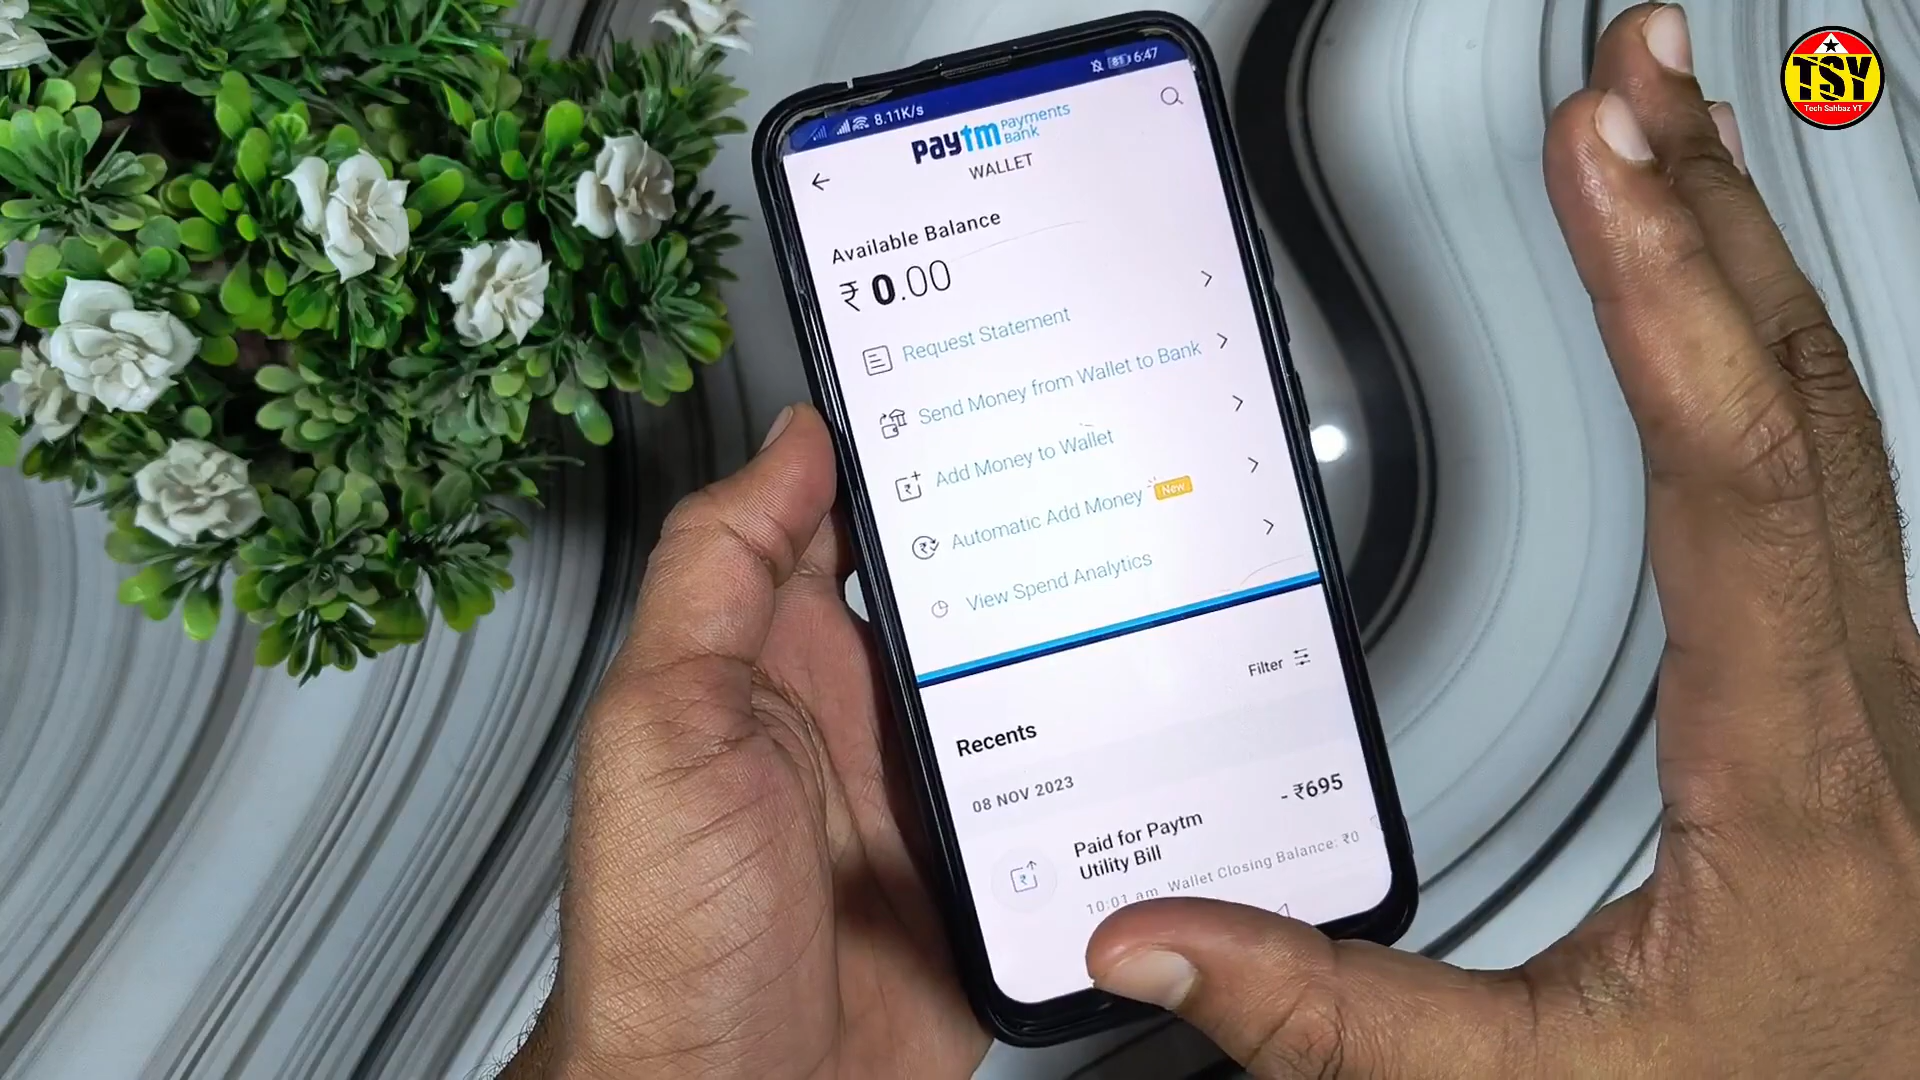 8.11K/s
81 6:47
paytm Payments Bank
WALLET
Available Balance
₹ 0.00
Request Statement
Send Money from Wallet to Bank
Add Money to Wallet
Automatic Add Money New
View Spend Analytics
Filter
Recents
08 NOV 2023
Paid for Paytm - ₹695
Utility Bill
10:01 am Wallet Closing Balance: ₹0
TSY
Tech Sahbaz YT